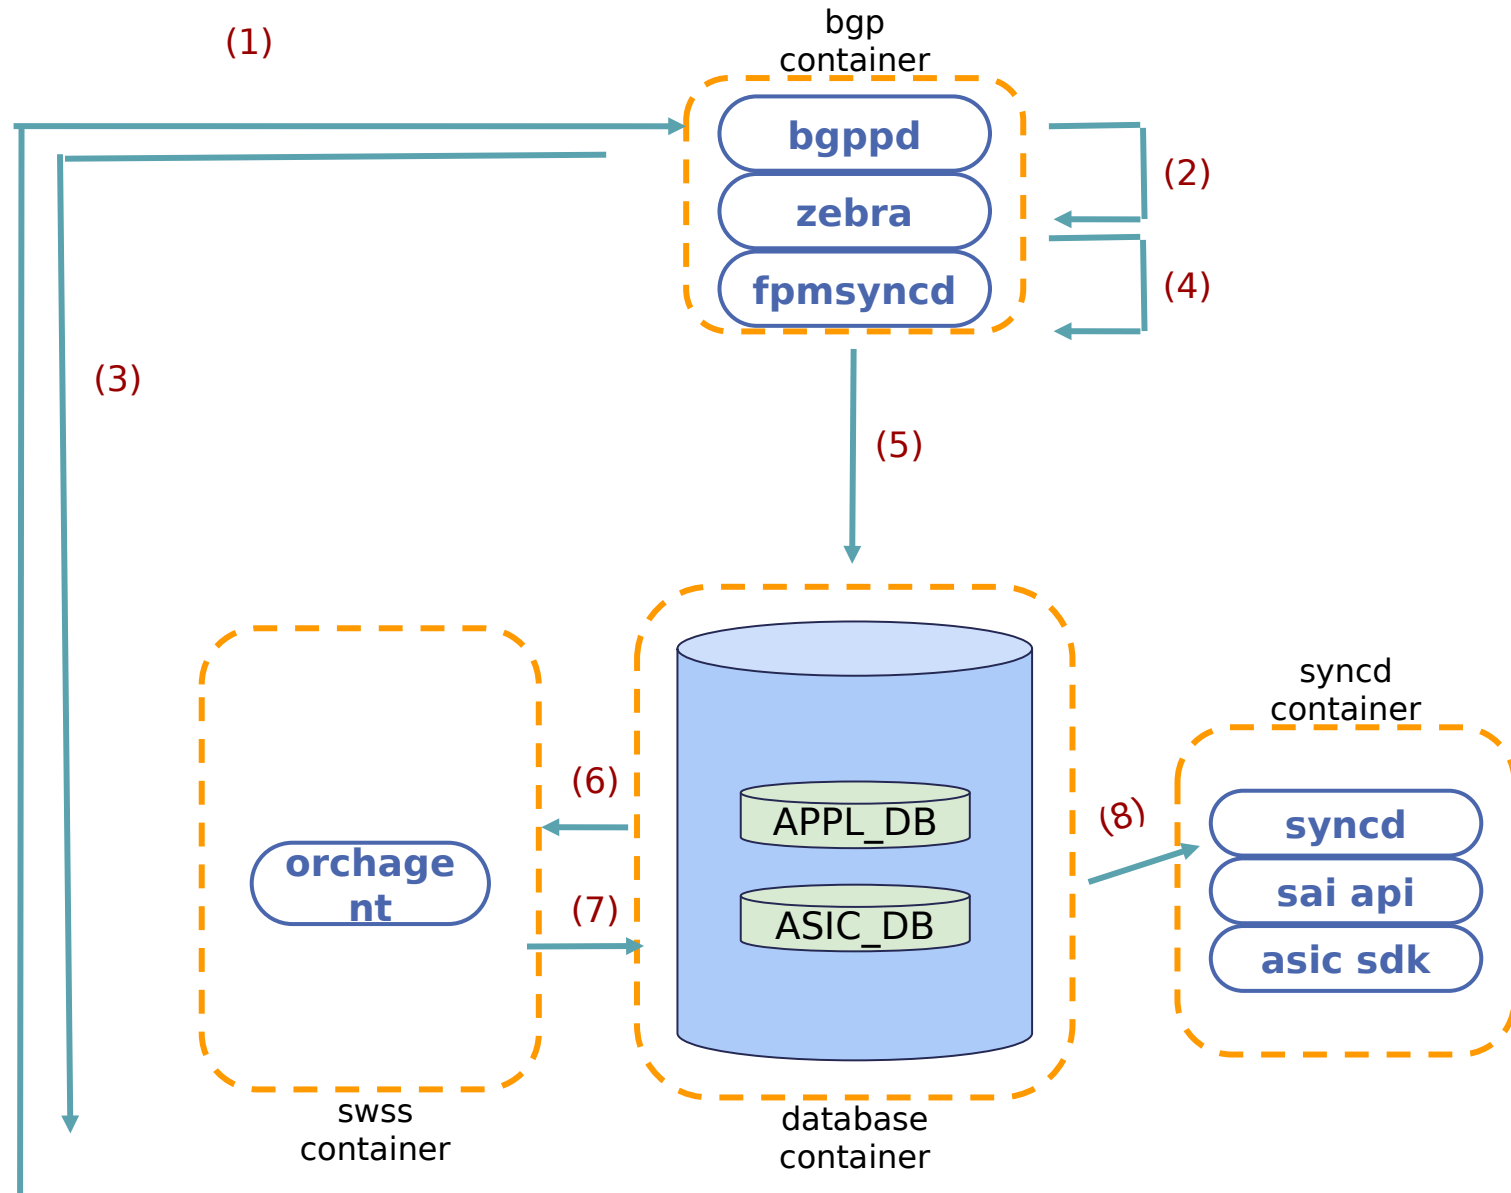 bgp
container
(1)
bgppd
(2)
zebra
(4)
fpmsyncd
(3)
(5)
syncd
container
(6)
APPL_DB
(8)
syncd
orchage
nt
sai api
(7)
ASIC_DB
asic sdk
swss
container
database
container